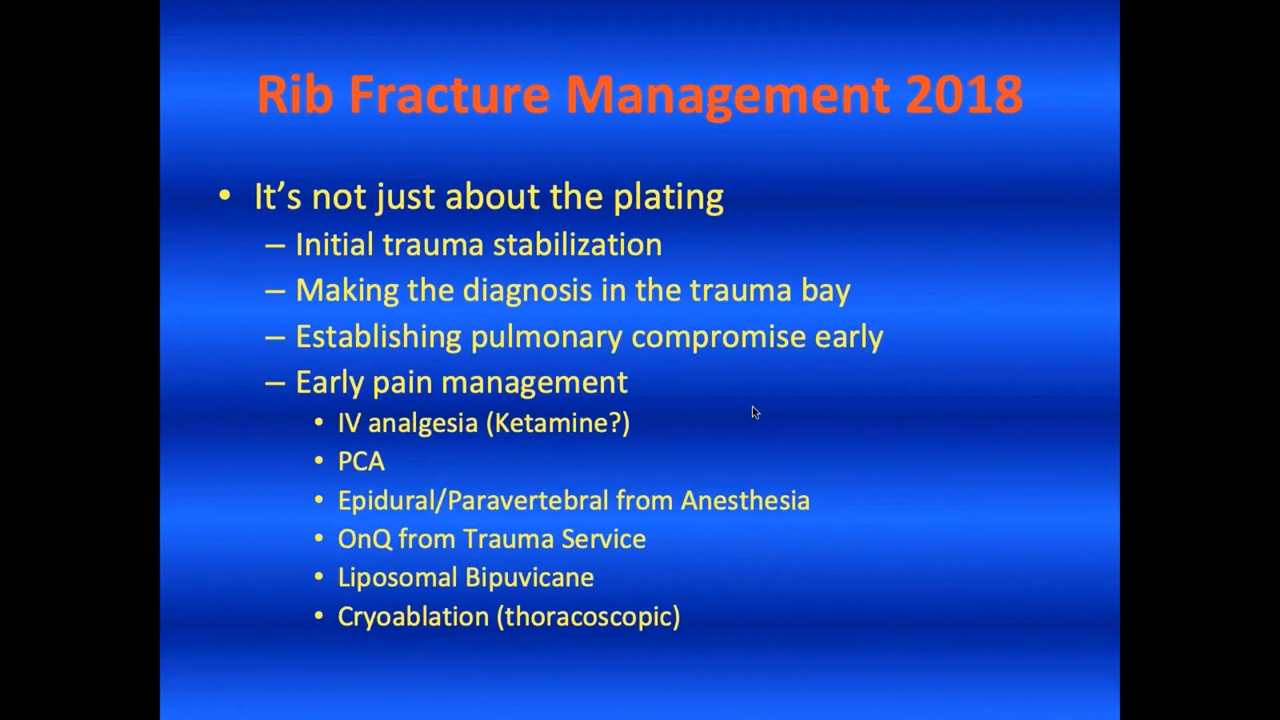 Rib Fracture Management 2018
• It's not just about the plating
– Initial trauma stabilization
– Making the diagnosis in the trauma bay
– Establishing pulmonary compromise early
– Early pain management
• IV analgesia (Ketamine?)
• PCA
• Epidural/Paravertebral from Anesthesia
• OnQ from Trauma Service
• Liposomal Bipuvicane
• Cryoablation (thoracoscopic)